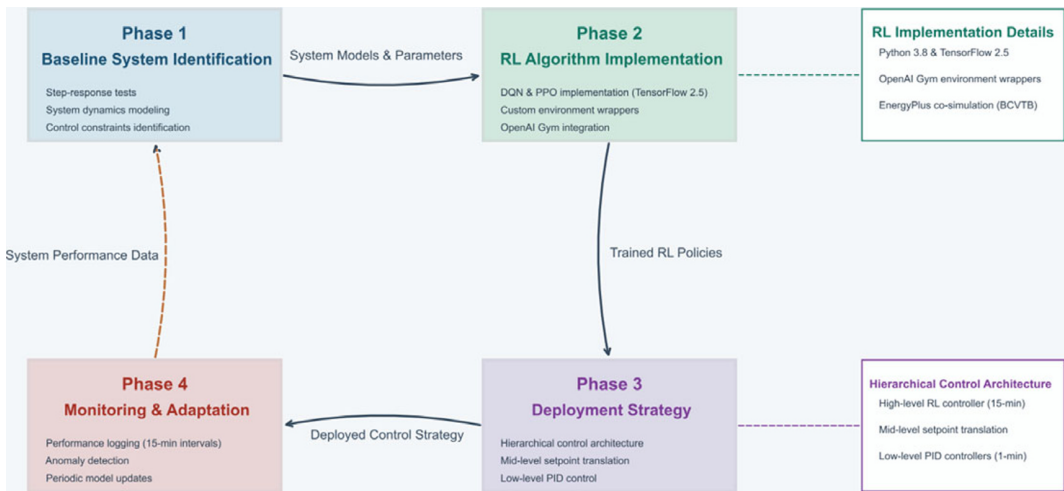 Phase 1
Baseline System Identification
Step-response tests
System dynamics modeling
Control constraints identification
System Models & Parameters
Phase 2
RL Algorithm Implementation
DQN & PPO implementation (TensorFlow 2.5)
Custom environment wrappers
OpenAI Gym integration
RL Implementation Details
Python 3.8 & TensorFlow 2.5
OpenAI Gym environment wrappers
EnergyPlus co-simulation (BCVTB)
System Performance Data
Trained RL Policies
Phase 4
Monitoring & Adaptation
Performance logging (15-min intervals)
Anomaly detection
Periodic model updates
Deployed Control Strategy
Phase 3
Deployment Strategy
Hierarchical control architecture
Mid-level setpoint translation
Low-level PID control
Hierarchical Control Architecture
High-level RL controller (15-min)
Mid-level setpoint translation
Low-level PID controllers (1-min)